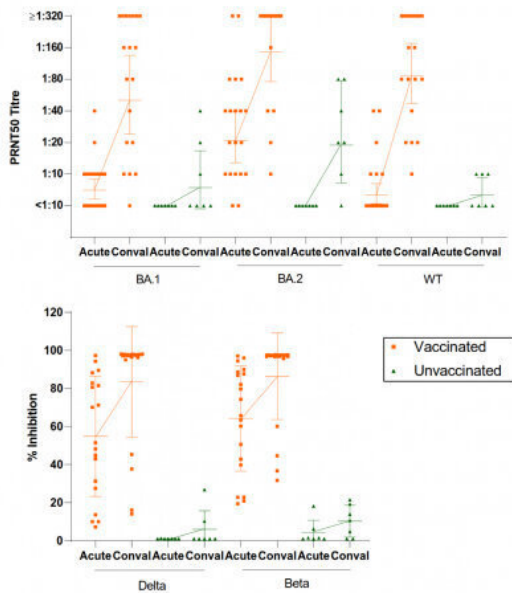 PRNT50 Titre
≥ 1:320
1:160
1:80
1:40
1:20
1:10
<1:10
Acute Conval Acute Conval Acute Conval Acute Conval Acute Conval Acute Conval
BA.1 BA.2 WT
% Inhibition
120
100
80
60
40
20
0
Acute Conval Acute Conval Acute Conval Acute Conval
Delta Beta
Vaccinated
Unvaccinated